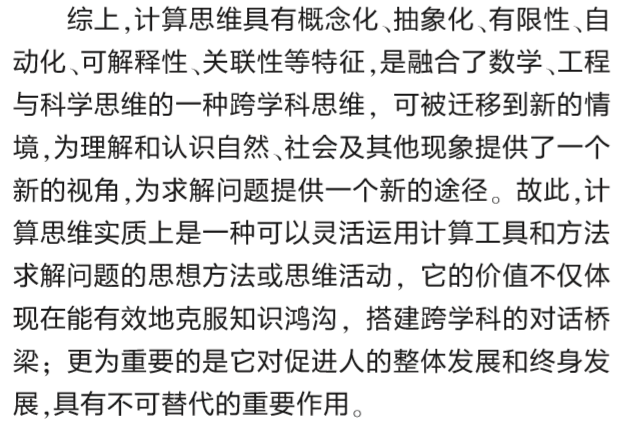 综上,计算思维具有概念化、抽象化、有限性、自
动化、可解释性、关联性等特征,是融合了数学、工程
与科学思维的一种跨学科思维，可被迁移到新的情
境,为理解和认识自然、社会及其他现象提供了一个
新的视角,为求解问题提供一个新的途径。故此,计
算思维实质上是一种可以灵活运用计算工具和方法
求解问题的思想方法或思维活动，它的价值不仅体
现在能有效地克服知识鸿沟，搭建跨学科的对话桥
梁；更为重要的是它对促进人的整体发展和终身发
展,具有不可替代的重要作用。